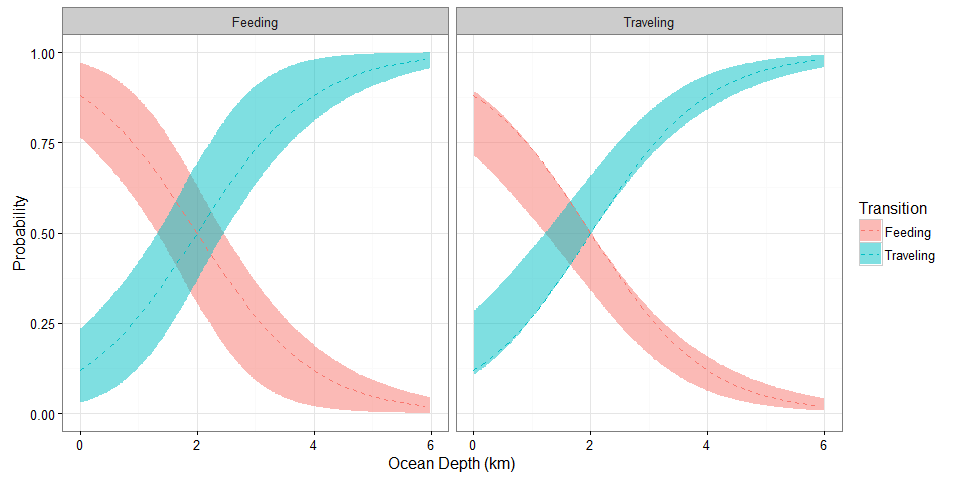 Feeding
Traveling
1.00
0.75
0.50
0.25
0.00
Probability
0 2 4 6
0 2 4 6
Ocean Depth (km)
Transition
Feeding
Traveling